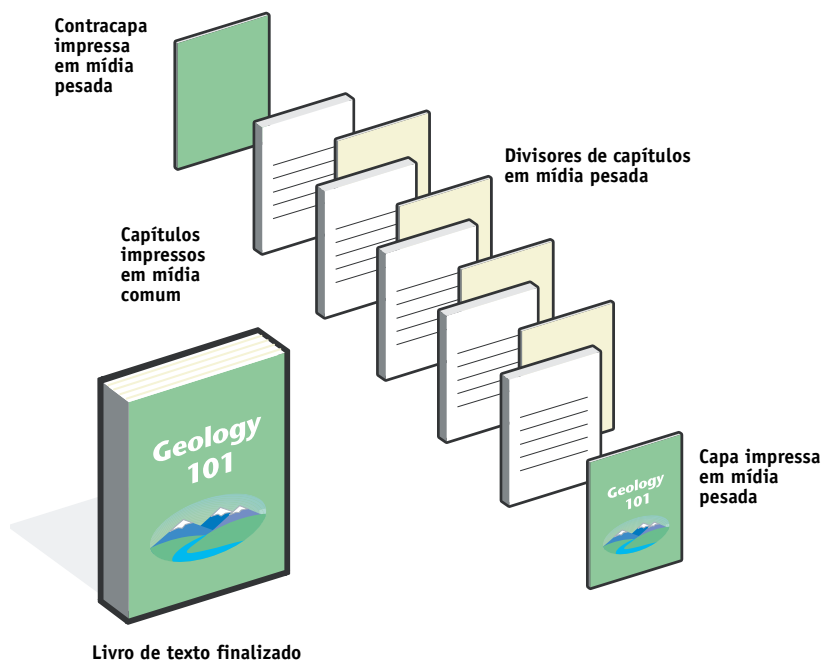 Contracapa
impressa
em mídia
pesada
Divisores de capítulos
em mídia pesada
Capítulos
impressos
em mídia
comum
Geology
101
Capa impressa
em mídia
pesada
Geology
101
Livro de texto finalizado